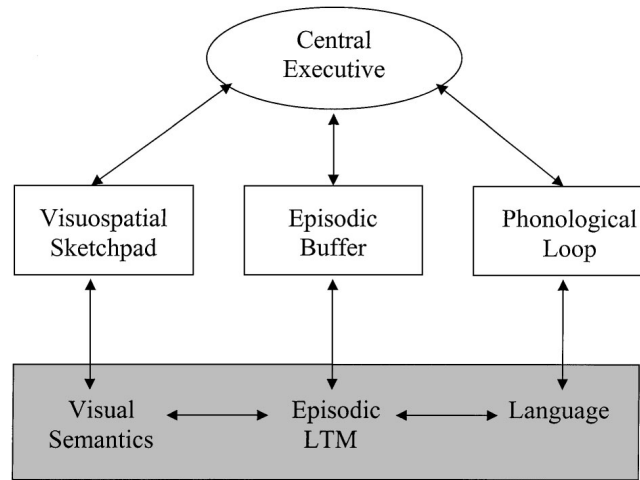 Central
Executive
Visuospatial
Sketchpad
Episodic
Buffer
Phonological
Loop
Visual
Semantics
Episodic
LTM
Language